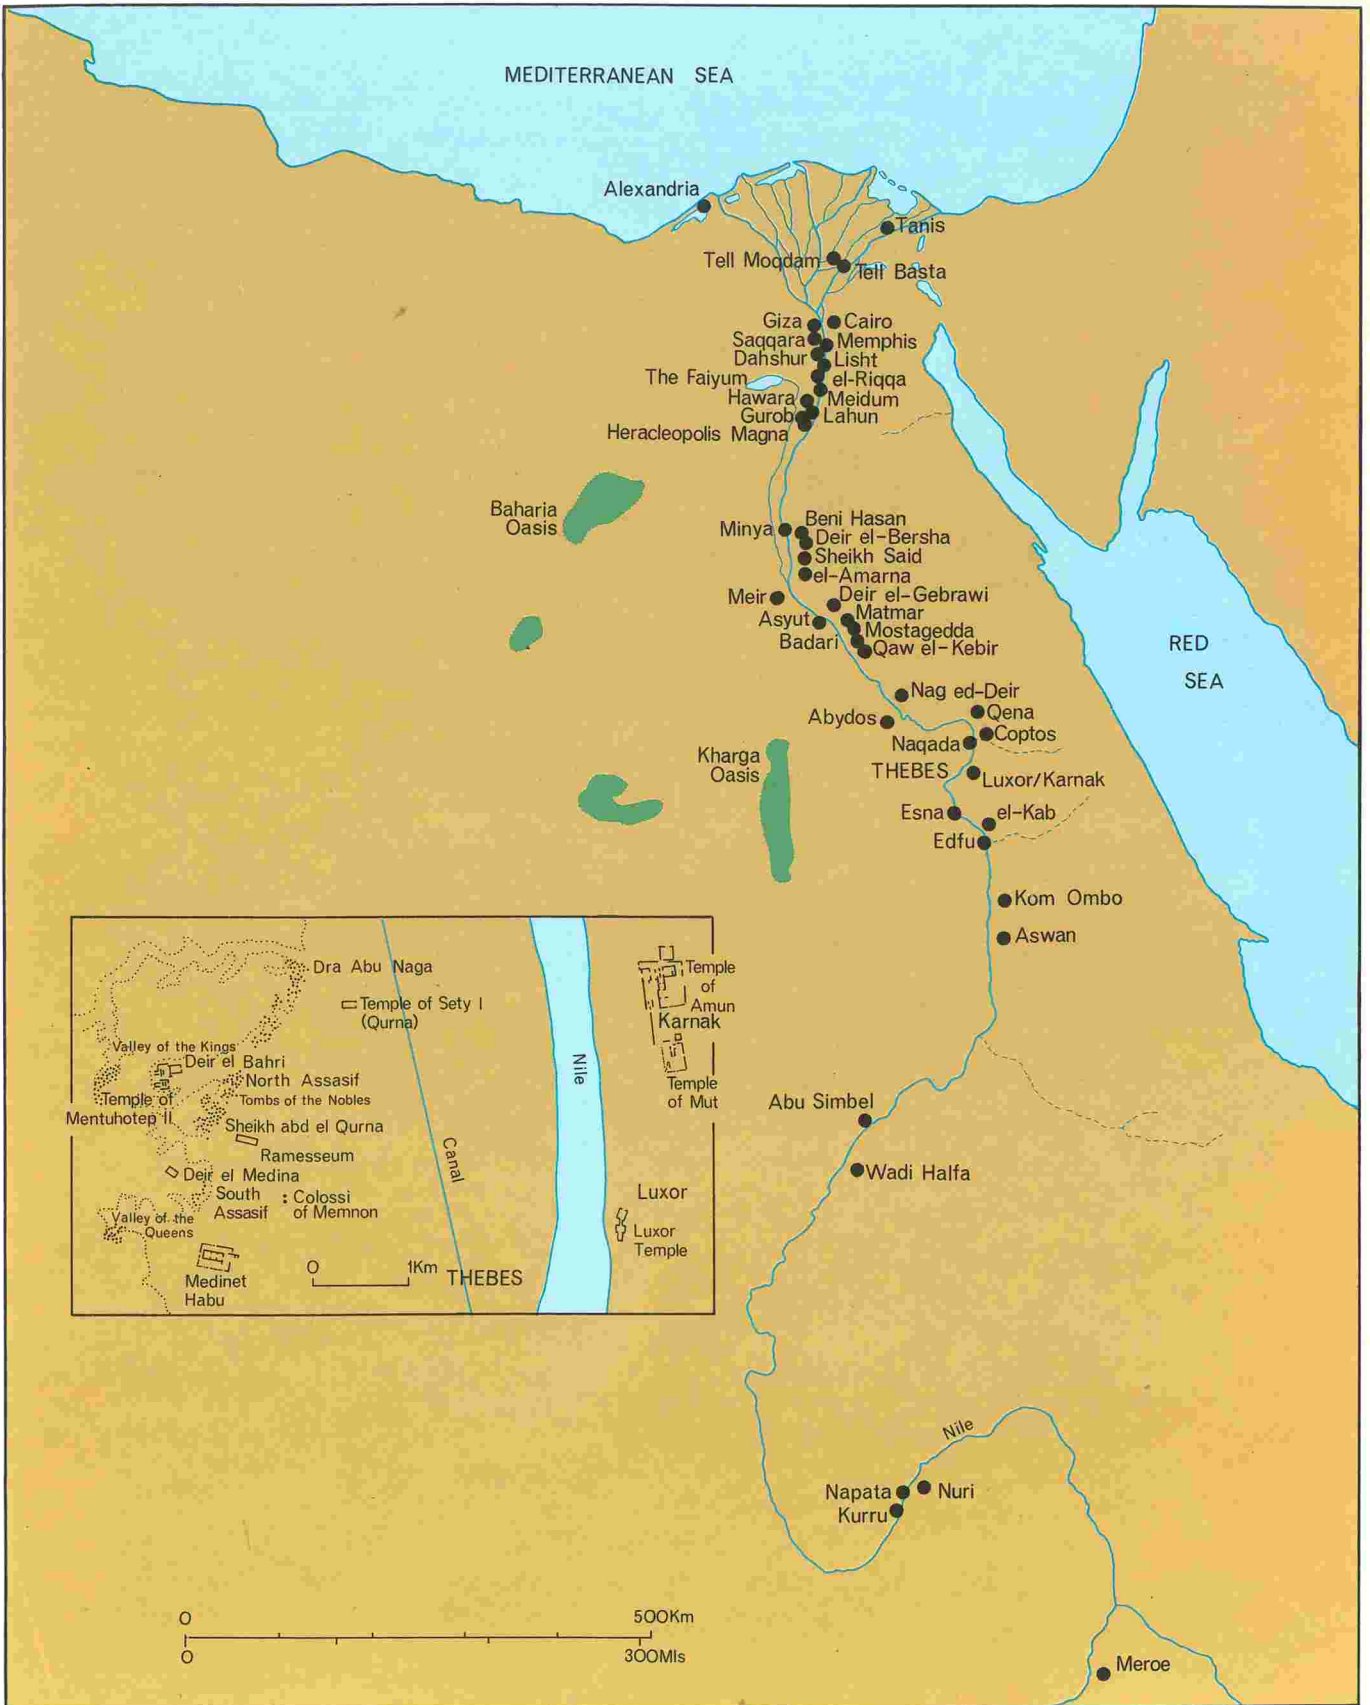 MEDITERRANEAN SEA
Alexandria
Tanis
Tell Moqdam
Tell Basta
Giza
Cairo
Saqqara
Memphis
Dahshur
Lisht
The Faiyum
el-Riqqa
Hawara
Meidum
Gurob
Lahun
Heracleopolis Magna
Baharia
Oasis
Minya
Beni Hasan
Deir el-Bersha
Sheikh Said
el-Amarna
Meir
Deir el-Gebrawi
Asyut
Matmar
Mostagedda
Badari
Qaw el-Kebir
RED
SEA
Nag ed-Deir
Abydos
Qena
Coptos
Naqada
Kharga
Oasis
THEBES
Luxor/Karnak
Esna
el-Kab
Edfu
Kom Ombo
Aswan
Dra Abu Naga
Temple of Sety I
(Qurna)
Valley of the Kings
Deir el Bahri
North Assasif
Temple of
Mentuhotep II
Tombs of the Nobles
Sheikh abd el Qurna
Ramesseum
Deir el Medina
South
Assasif
Colossi
of Memnon
Valley of the
Queens
Medinet
Habu
0
1Km
THEBES
Canal
Nile
Temple
of
Amun
Karnak
Temple
of Mut
Luxor
Luxor
Temple
Abu Simbel
Wadi Halfa
Nile
Napata
Nuri
Kurru
0
500Km
0
300Mls
Meroe